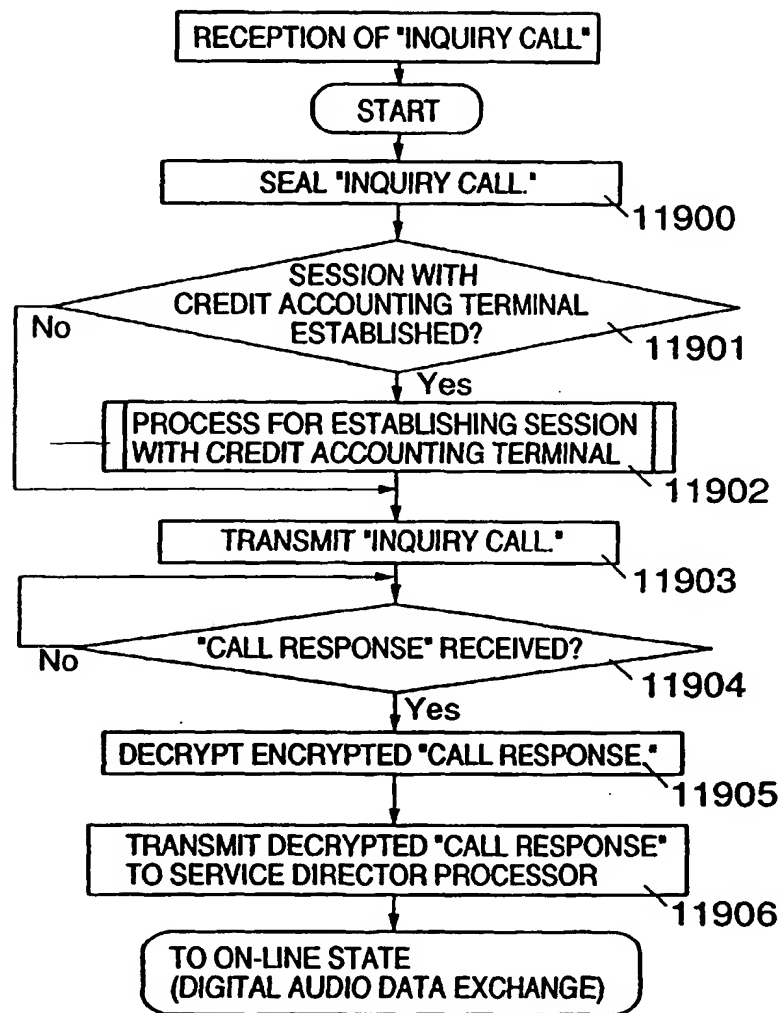 RECEPTION OF "INQUIRY CALL"
START
SEAL "INQUIRY CALL."
11900
SESSION WITH
CREDIT ACCOUNTING TERMINAL
ESTABLISHED?
No
11901
Yes
PROCESS FOR ESTABLISHING SESSION
WITH CREDIT ACCOUNTING TERMINAL
11902
TRANSMIT "INQUIRY CALL."
11903
"CALL RESPONSE" RECEIVED?
No
11904
Yes
DECRYPT ENCRYPTED "CALL RESPONSE."
11905
TRANSMIT DECRYPTED "CALL RESPONSE"
TO SERVICE DIRECTOR PROCESSOR
11906
TO ON-LINE STATE
(DIGITAL AUDIO DATA EXCHANGE)